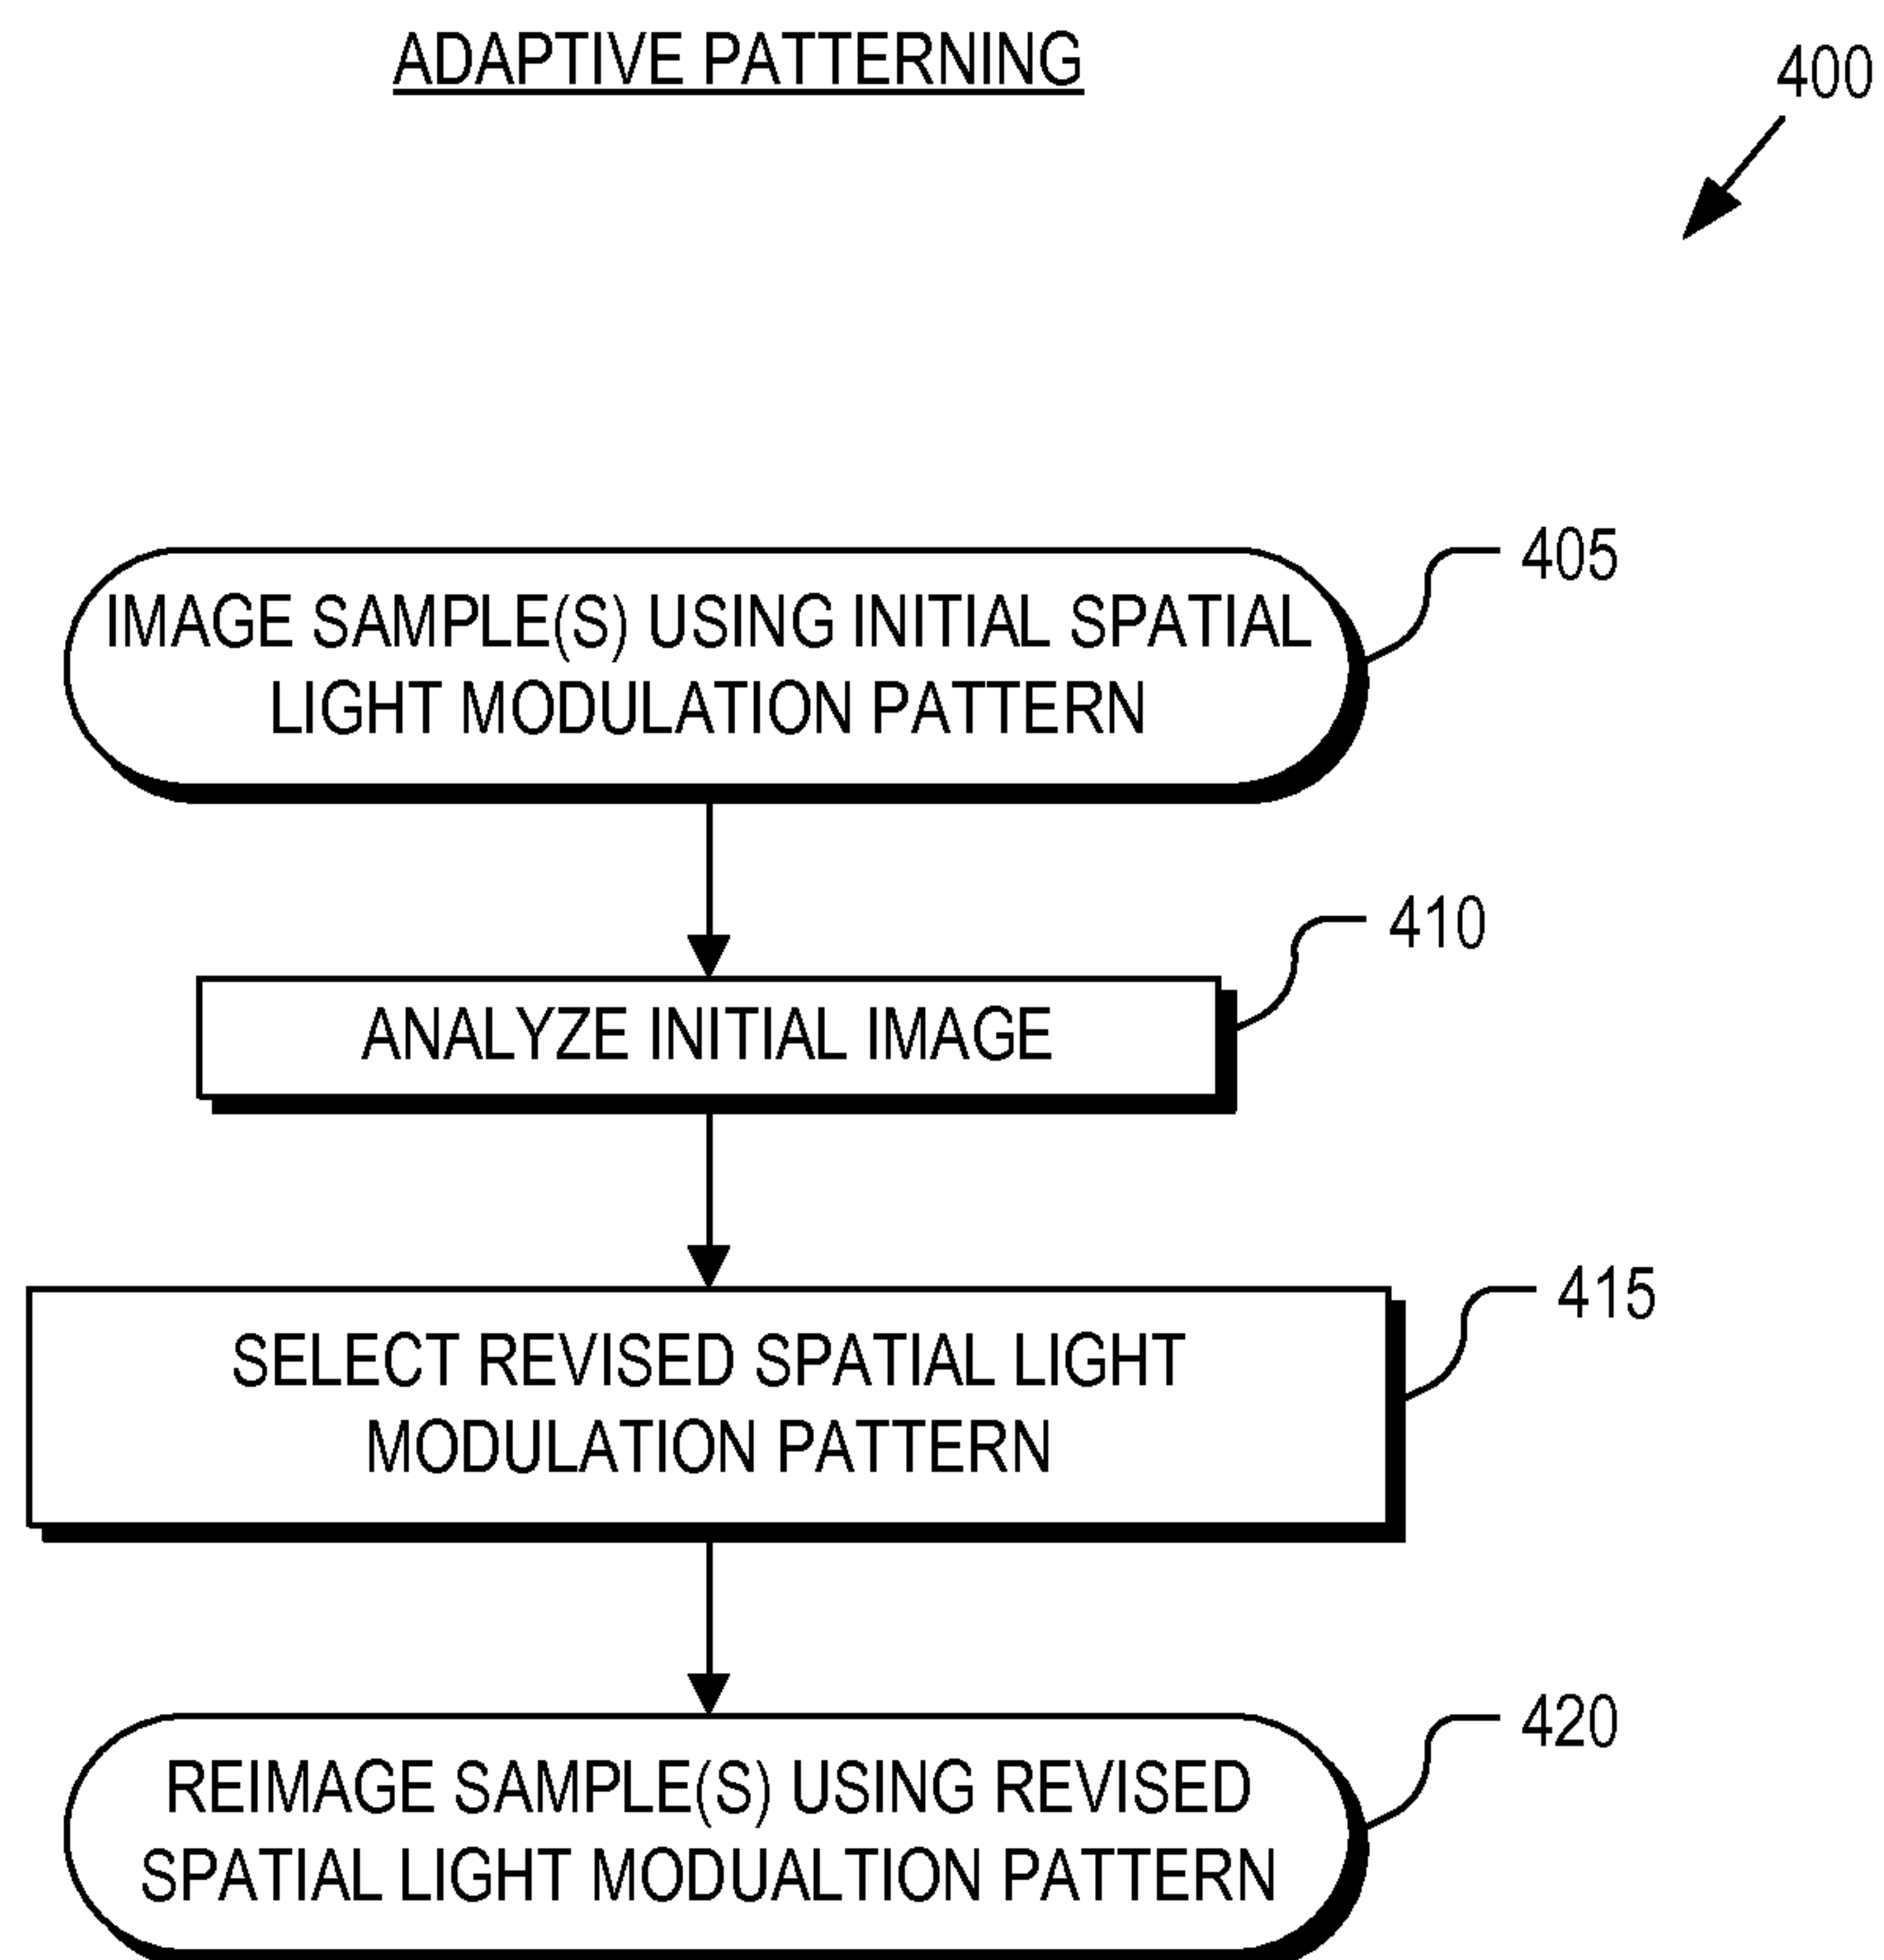 ADAPTIVE PATTERNING
400
IMAGE SAMPLE(S) USING INITIAL SPATIAL
LIGHT MODULATION PATTERN
405
ANALYZE INITIAL IMAGE
410
SELECT REVISED SPATIAL LIGHT
MODULATION PATTERN
415
REIMAGE SAMPLE(S) USING REVISED
SPATIAL LIGHT MODUALTION PATTERN
420